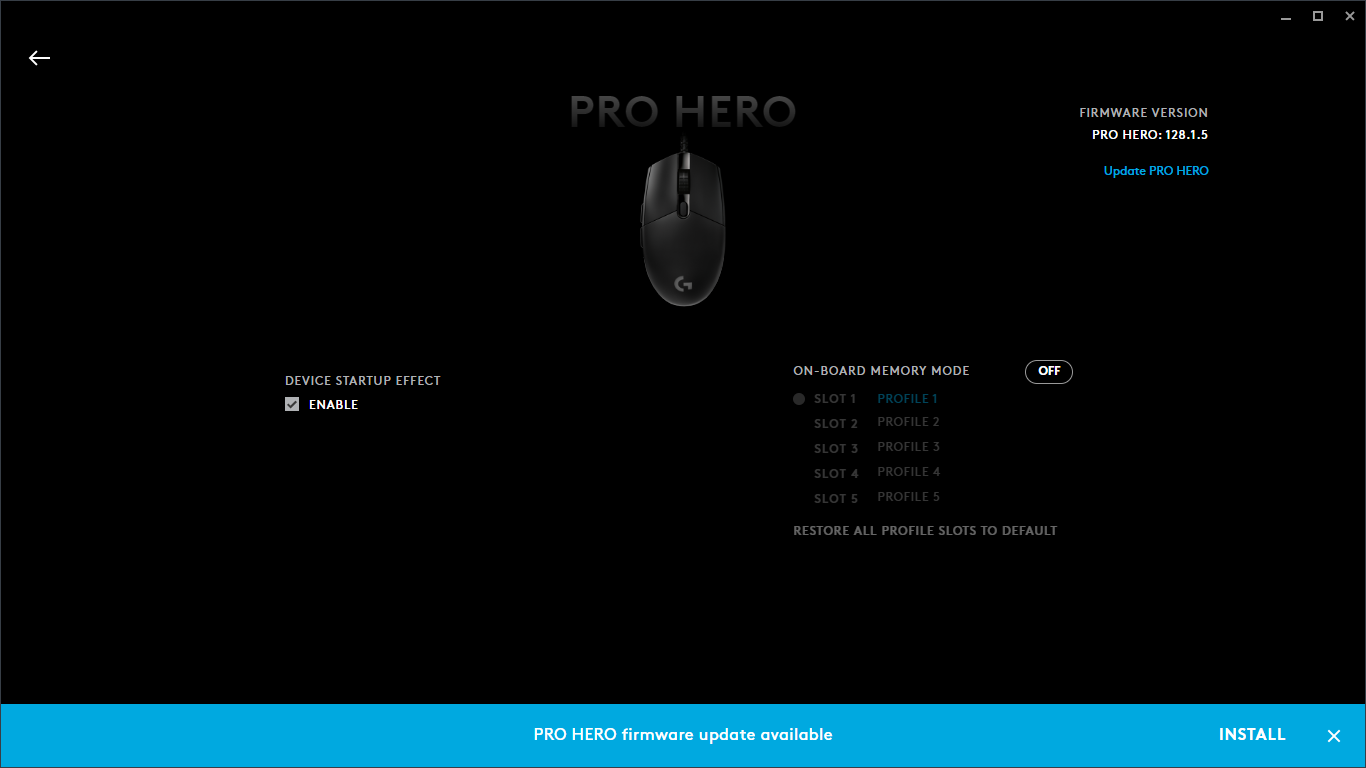 PRO HERO
FIRMWARE VERSION
PRO HERO: 128.1.5
Update PRO HERO
DEVICE STARTUP EFFECT
ENABLE
ON-BOARD MEMORY MODE OFF
SLOT 1 PROFILE 1
SLOT 2 PROFILE 2
SLOT 3 PROFILE 3
SLOT 4 PROFILE 4
SLOT 5 PROFILE 5
RESTORE ALL PROFILE SLOTS TO DEFAULT
PRO HERO firmware update available INSTALL